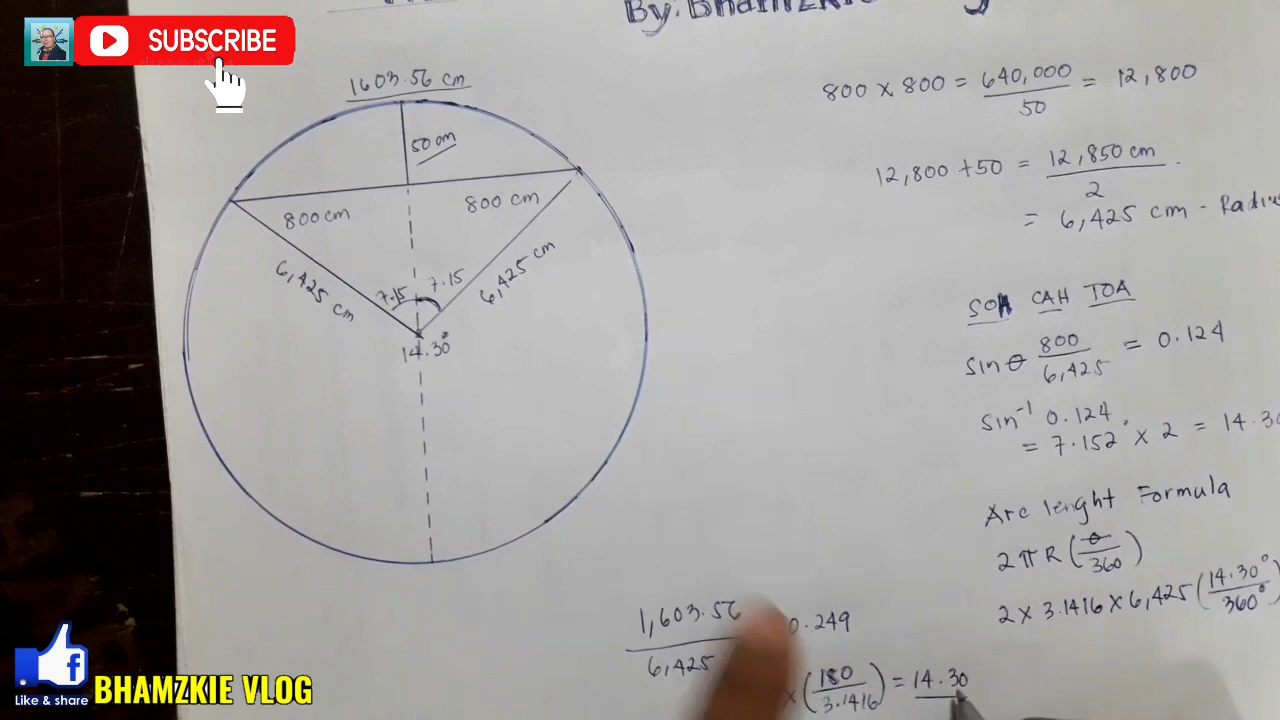 SUBSCRIBE
By: Bhamzkie
1603.56 cm
50 cm
800 cm
800 cm
6,425 cm
6,425 cm
7.15
7.15
14.30°
800 x 800 = 640,000 / 50 = 12,800
12,800 + 50 = 12,850 cm / 2
= 6,425 cm - Radius
SOH CAH TOA
sin θ 800 / 6,425 = 0.124
sin⁻¹ 0.124
= 7.152° x 2 = 14.30
Arc lenght Formula
2 π R (θ / 360)
2 x 3.1416 x 6,425 (14.30° / 360°)
1,603.56 / 6,425
0.249
x (180 / 3.1416) = 14.30
Like & share
BHAMZKIE VLOG